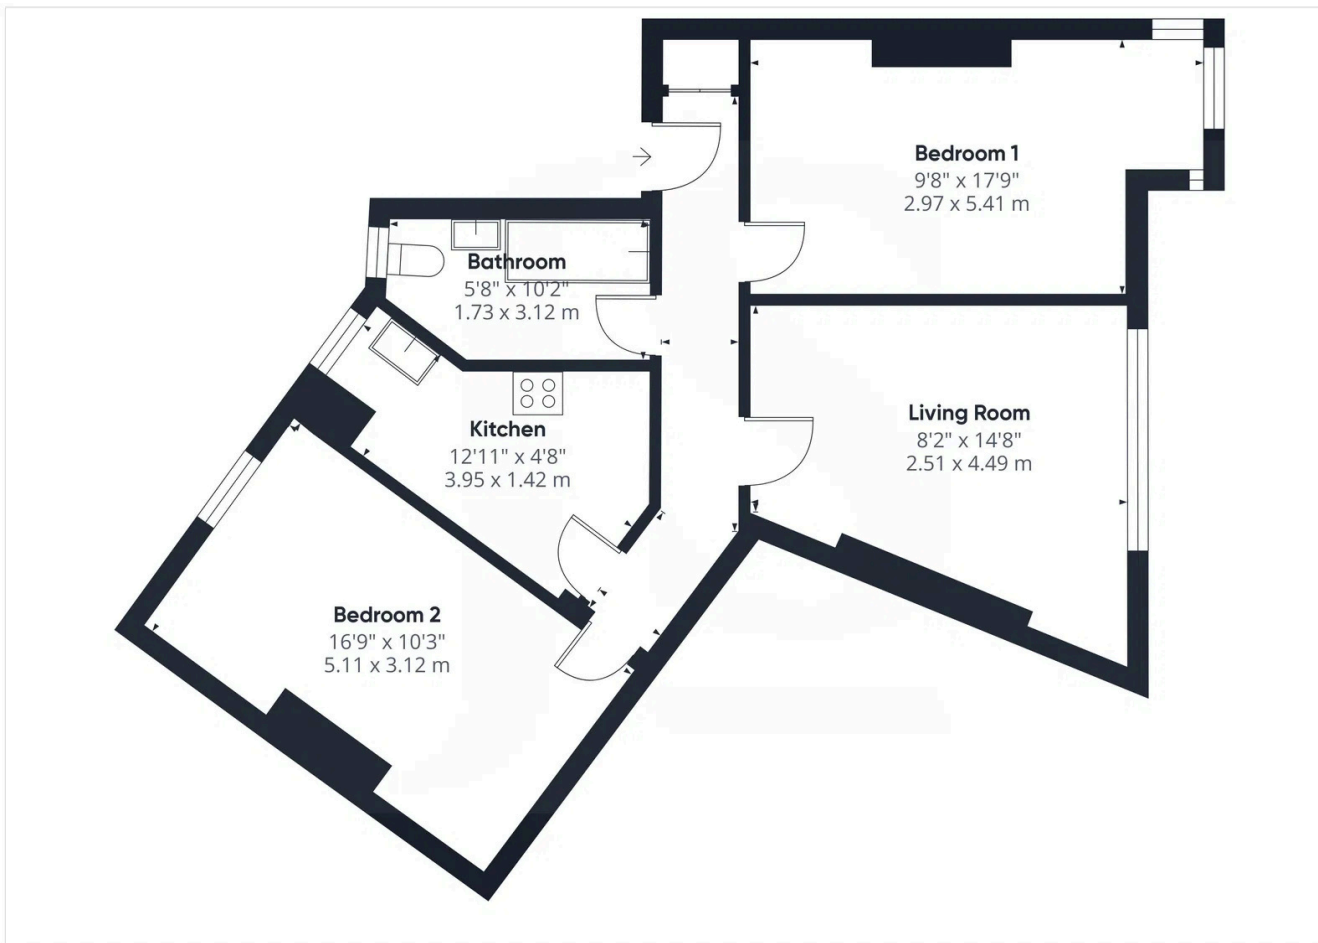 Bedroom 1
9'8" x 17'9"
2.97 x 5.41 m
Bathroom
5'8" x 10'2"
1.73 x 3.12 m
Living Room
8'2" x 14'8"
2.51 x 4.49 m
Kitchen
12'11" x 4'8"
3.95 x 1.42 m
Bedroom 2
16'9" x 10'3"
5.11 x 3.12 m